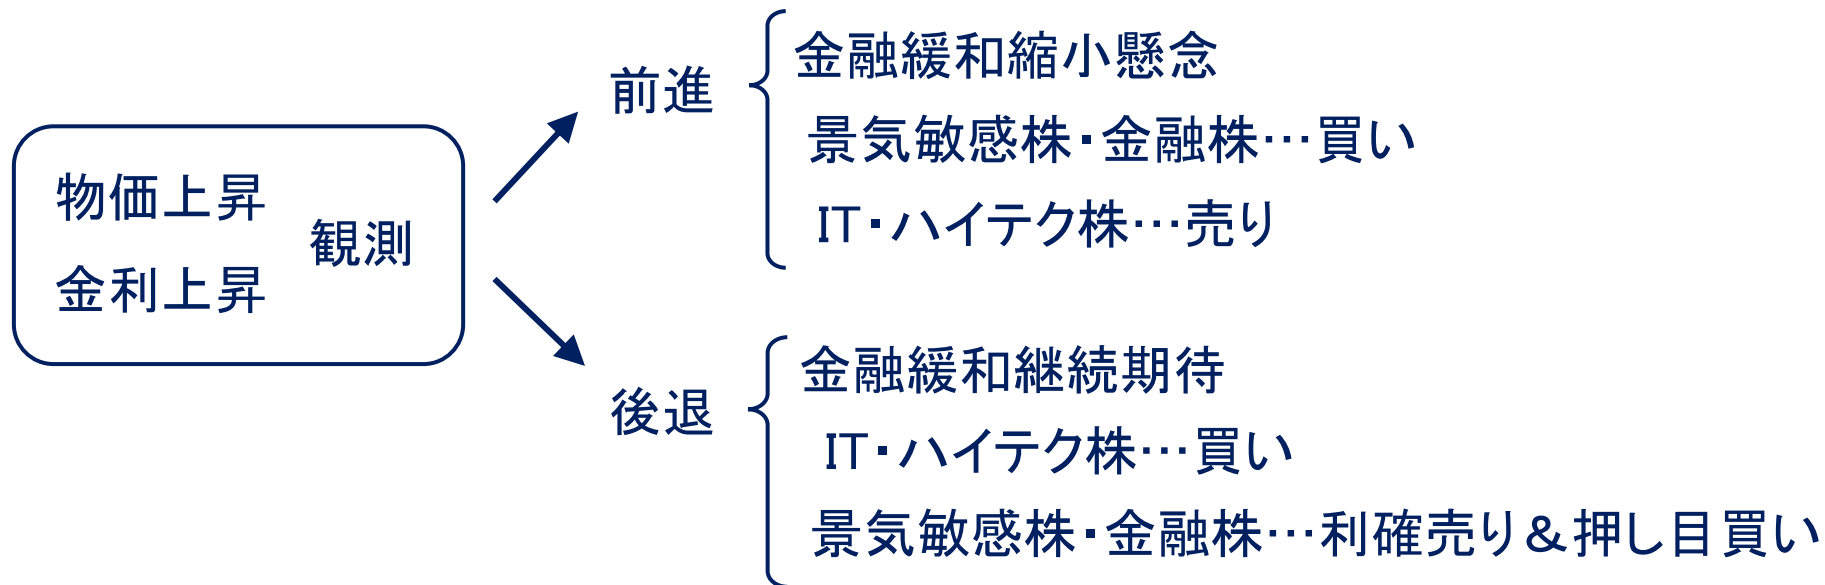 物価上昇
金利上昇
観測
前進
金融緩和縮小懸念
景気敏感株・金融株…買い
IT・ハイテク株…売り
後退
金融緩和継続期待
IT・ハイテク株…買い
景気敏感株・金融株…利確売り＆押し目買い